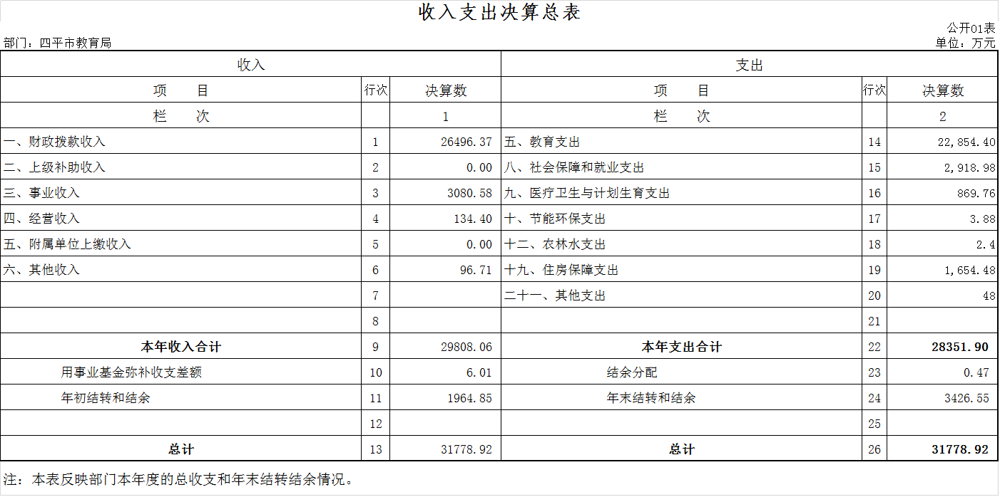 收入支出决算总表
公开01表
部门：四平市教育局 单位：万元
收入 支出
项 目 行次 决算数 项 目 行次 决算数
栏 次 1 栏 次 2
一、财政拨款收入 1 26496.37 五、教育支出 14 22,854.40
二、上级补助收入 2 0.00 八、社会保障和就业支出 15 2,918.98
三、事业收入 3 3080.58 九、医疗卫生与计划生育支出 16 869.76
四、经营收入 4 134.40 十、节能环保支出 17 3.88
五、附属单位上缴收入 5 0.00 十二、农林水支出 18 2.4
六、其他收入 6 96.71 十九、住房保障支出 19 1,654.48
7 二十一、其他支出 20 48
8 21
本年收入合计 9 29808.06 本年支出合计 22 28351.90
用事业基金弥补收支差额 10 6.01 结余分配 23 0.47
年初结转和结余 11 1964.85 年末结转和结余 24 3426.55
12 25
总计 13 31778.92 总计 26 31778.92
注：本表反映部门本年度的总收支和年末结转结余情况。